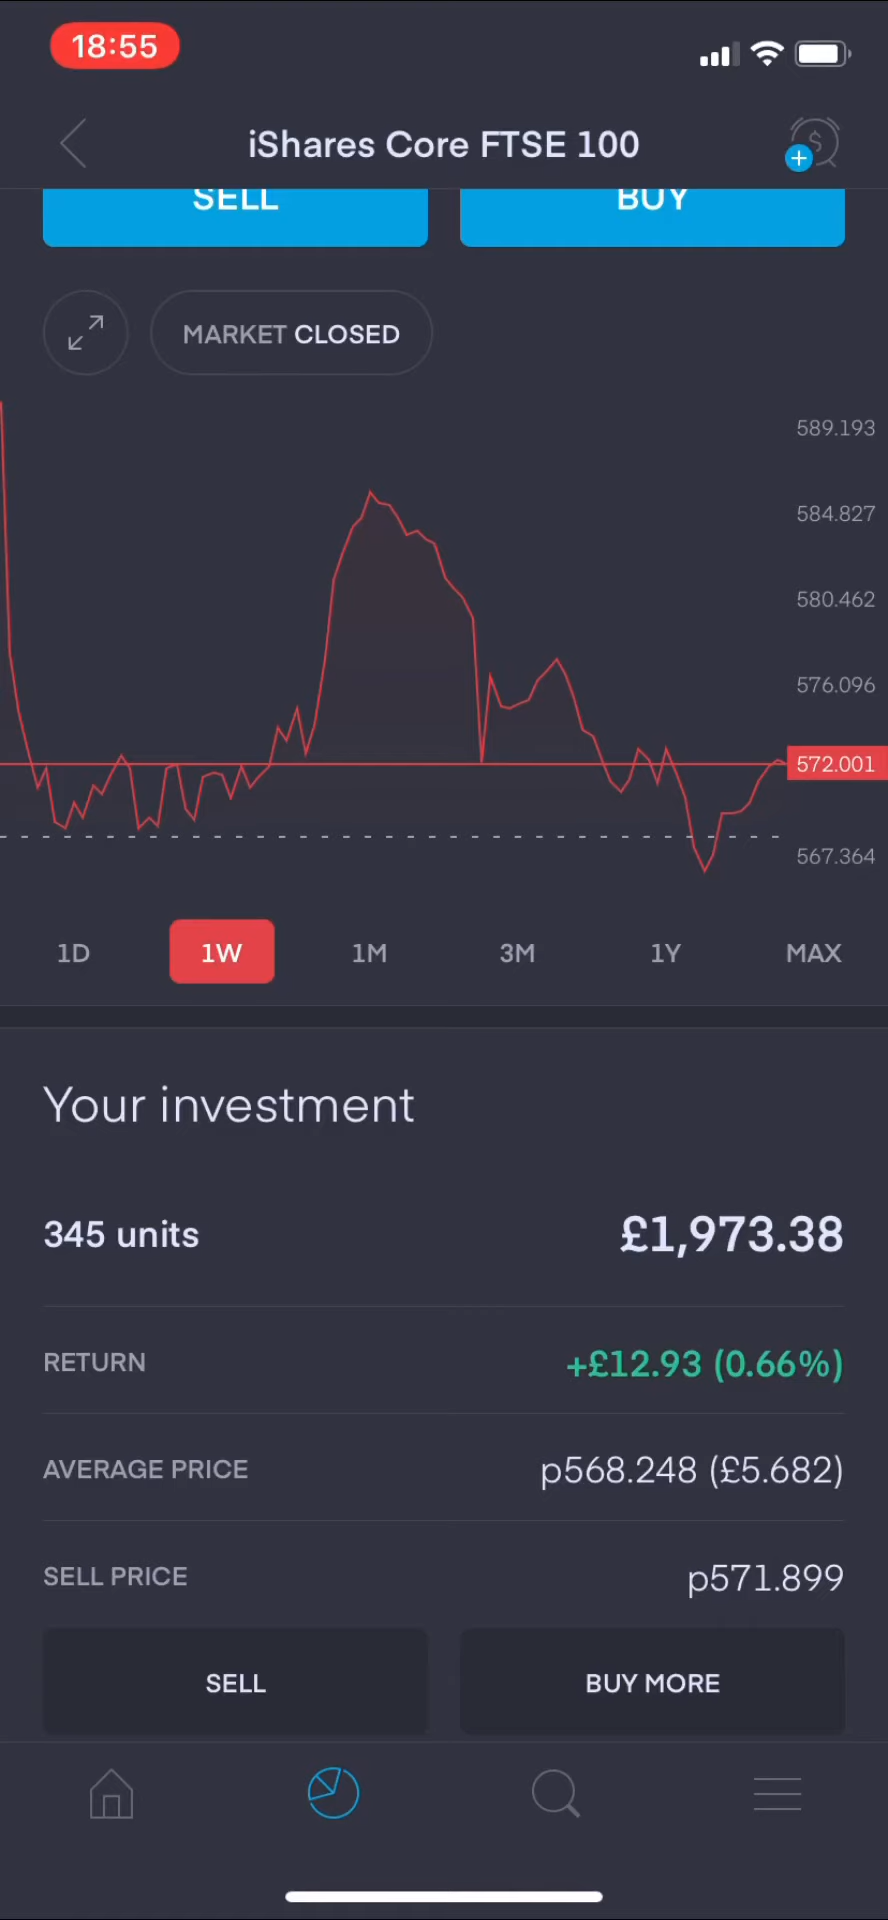 18:55
iShares Core FTSE 100
SELL BUY
MARKET CLOSED
589.193
584.827
580.462
576.096
572.001
567.364
1D 1W 1M 3M 1Y MAX
Your investment
345 units £1,973.38
RETURN +£12.93 (0.66%)
AVERAGE PRICE p568.248 (£5.682)
SELL PRICE p571.899
SELL BUY MORE